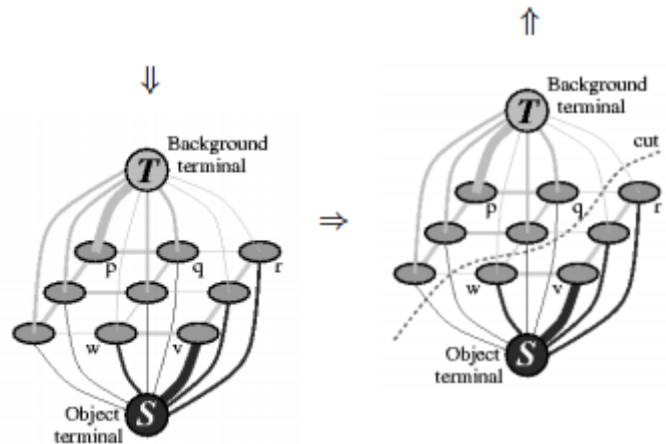 ⇓
Background
terminal
T
p
q
r
w
v
Object
terminal
S
⇒
⇑
Background
terminal
T
cut
p
q
r
w
v
Object
terminal
S